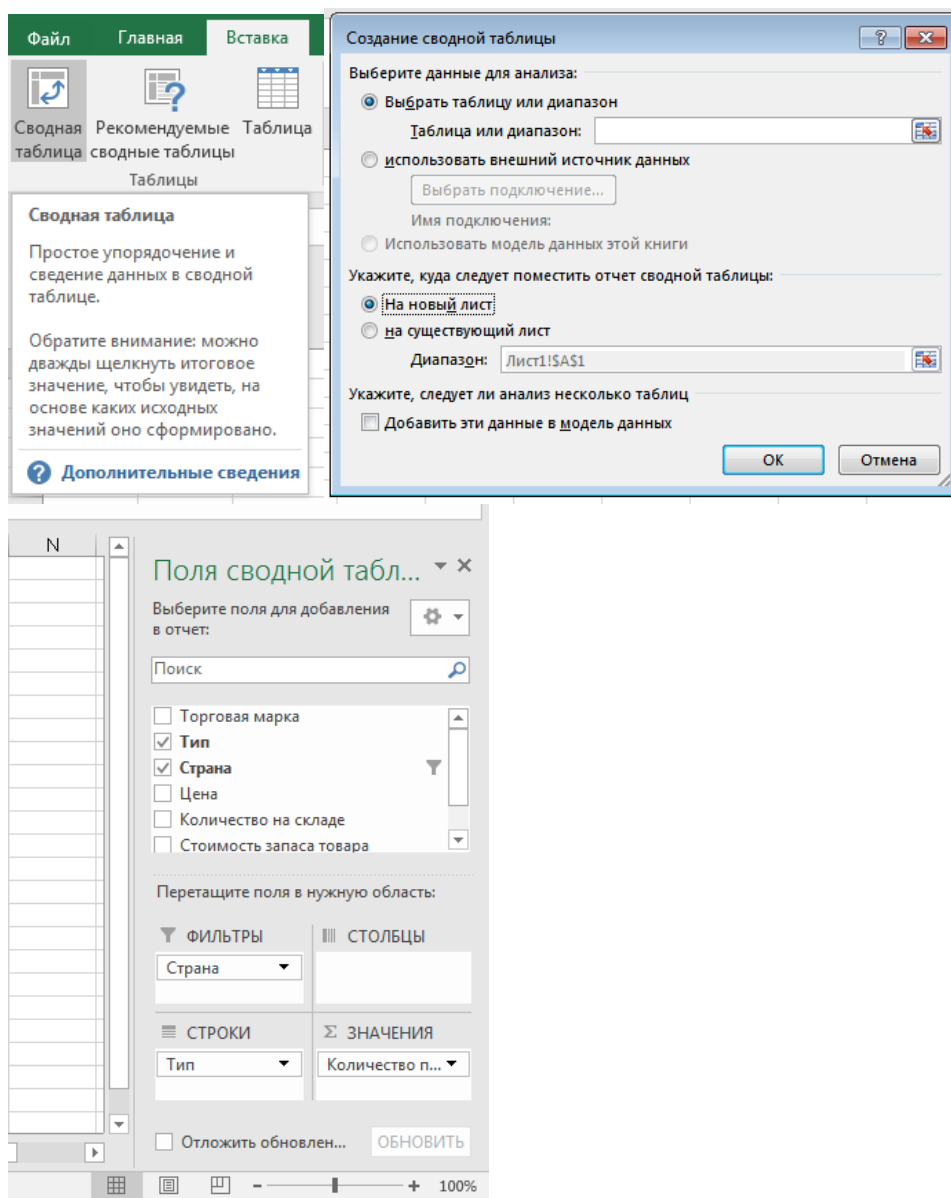 Файл Главная Вставка
Сводная таблица
Рекомендуемые сводные таблицы
Таблица
Таблицы
Сводная таблица
Простое упорядочение и
сведение данных в сводной
таблице.
Обратите внимание: можно
дважды щелкнуть итоговое
значение, чтобы увидеть, на
основе каких исходных
значений оно сформировано.
? Дополнительные сведения
Создание сводной таблицы
Выберите данные для анализа:
Выбрать таблицу или диапазон
Таблица или диапазон:
использовать внешний источник данных
Выбрать подключение...
Имя подключения:
Использовать модель данных этой книги
Укажите, куда следует поместить отчет сводной таблицы:
На новый лист
на существующий лист
Диапазон: Лист1!$A$1
Укажите, следует ли анализ несколько таблиц
Добавить эти данные в модель данных
ОК Отмена
N
Поля сводной табл...
Выберите поля для добавления
в отчет:
Поиск
Торговая марка
Тип
Страна
Цена
Количество на складе
Стоимость запаса товара
Перетащите поля в нужную область:
ФИЛЬТРЫ
СТОЛБЦЫ
Страна
СТРОКИ
Σ ЗНАЧЕНИЯ
Тип
Количество п...
Отложить обновлен... ОБНОВИТЬ
- + 100%